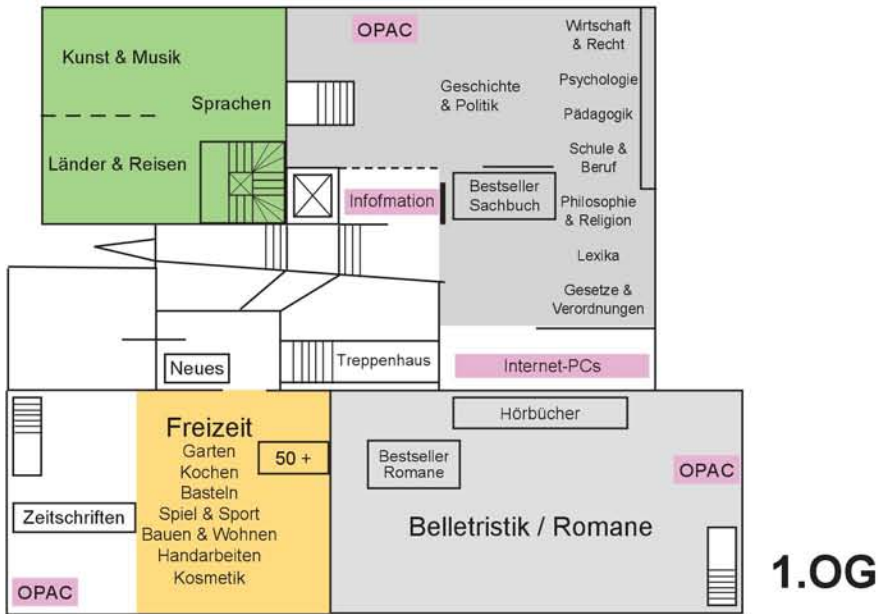 OPAC
Wirtschaft
& Recht
Kunst & Musik
Psychologie
Geschichte
& Politik
Sprachen
Pädagogik
Schule &
Beruf
Länder & Reisen
Infofmation
Bestseller
Sachbuch
Philosophie
& Religion
Lexika
Gesetze &
Verordnungen
Neues
Treppenhaus
Internet-PCs
Freizeit
Garten
Kochen
Basteln
Spiel & Sport
Bauen & Wohnen
Handarbeiten
Kosmetik
50 +
Hörbücher
Bestseller
Romane
OPAC
Zeitschriften
Belletristik / Romane
OPAC
1.OG